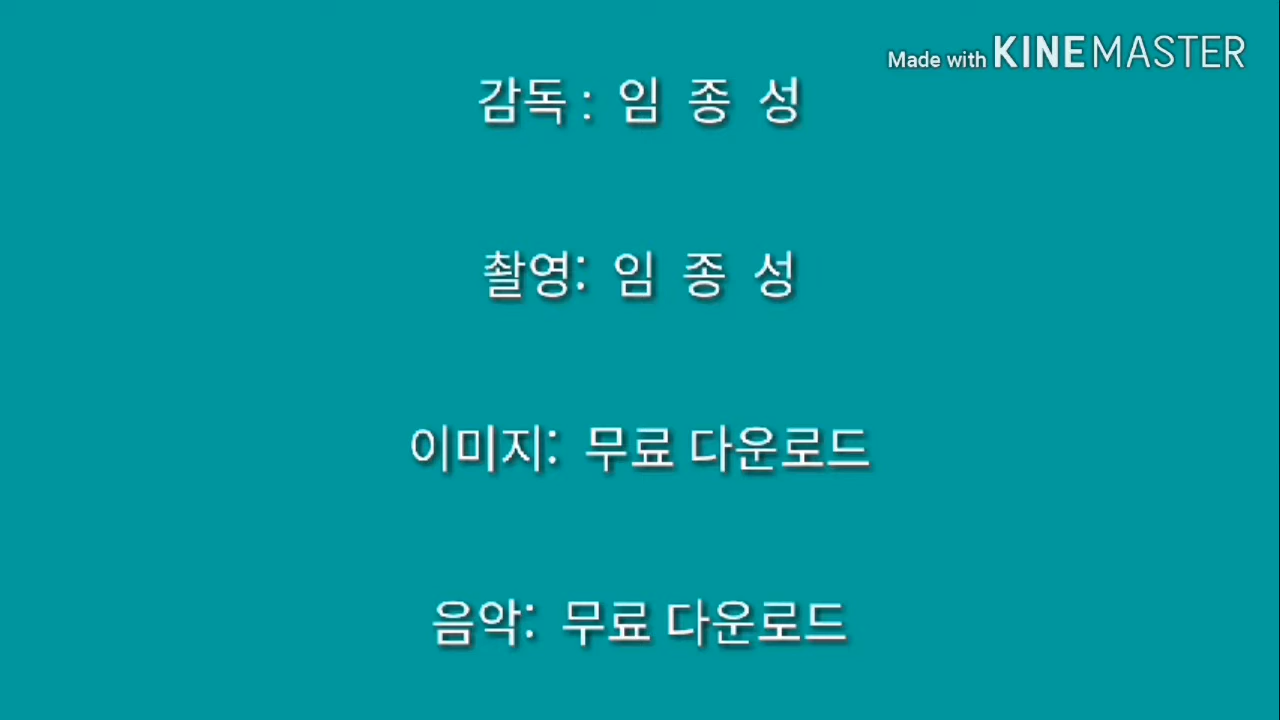 Made with KINEMASTER
감독 : 임 종 성
촬영: 임 종 성
이미지: 무료 다운로드
음악: 무료 다운로드